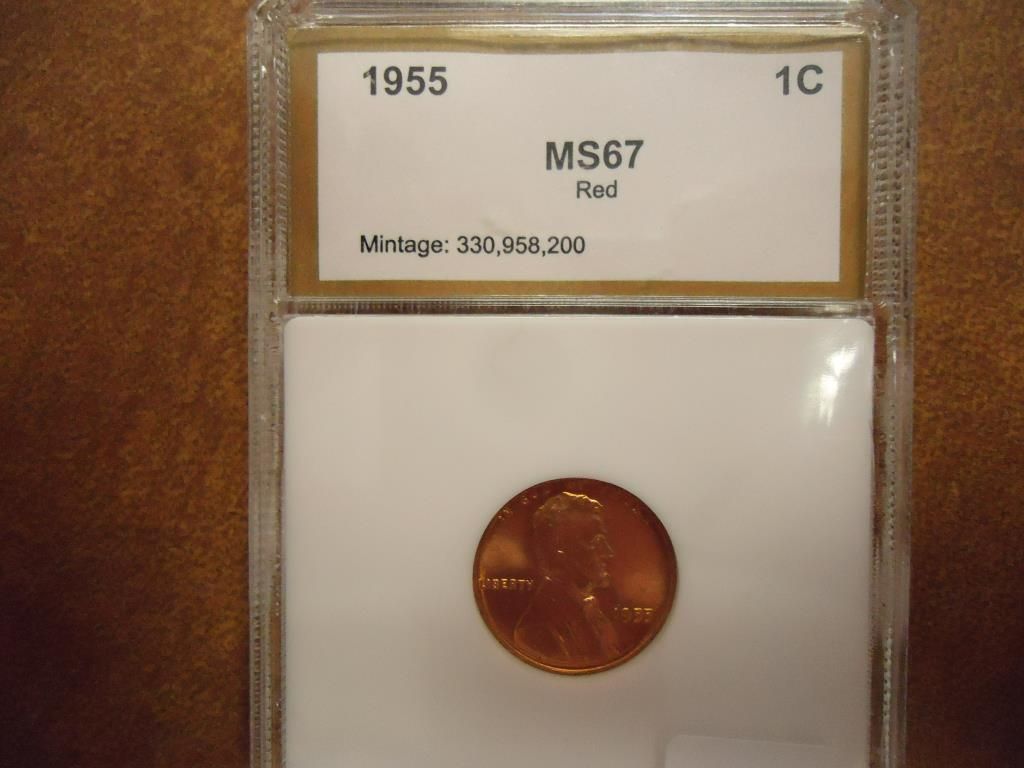 1955 1C
MS67
Red
Mintage: 330,958,200
LIBERTY
1955